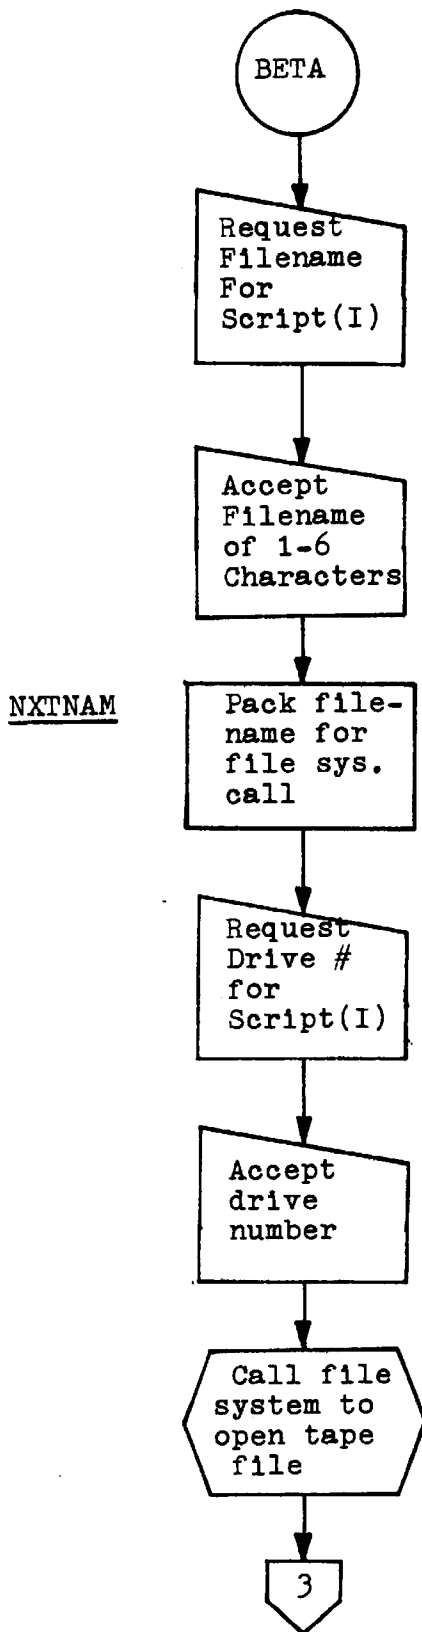 BETA
Request
Filename
For
Script(I)
Accept
Filename
of 1-6
Characters
NXTNAM
Pack file-
name for
file sys.
call
Request
Drive #
for
Script(I)
Accept
drive
number
Call file
system to
open tape
file
3